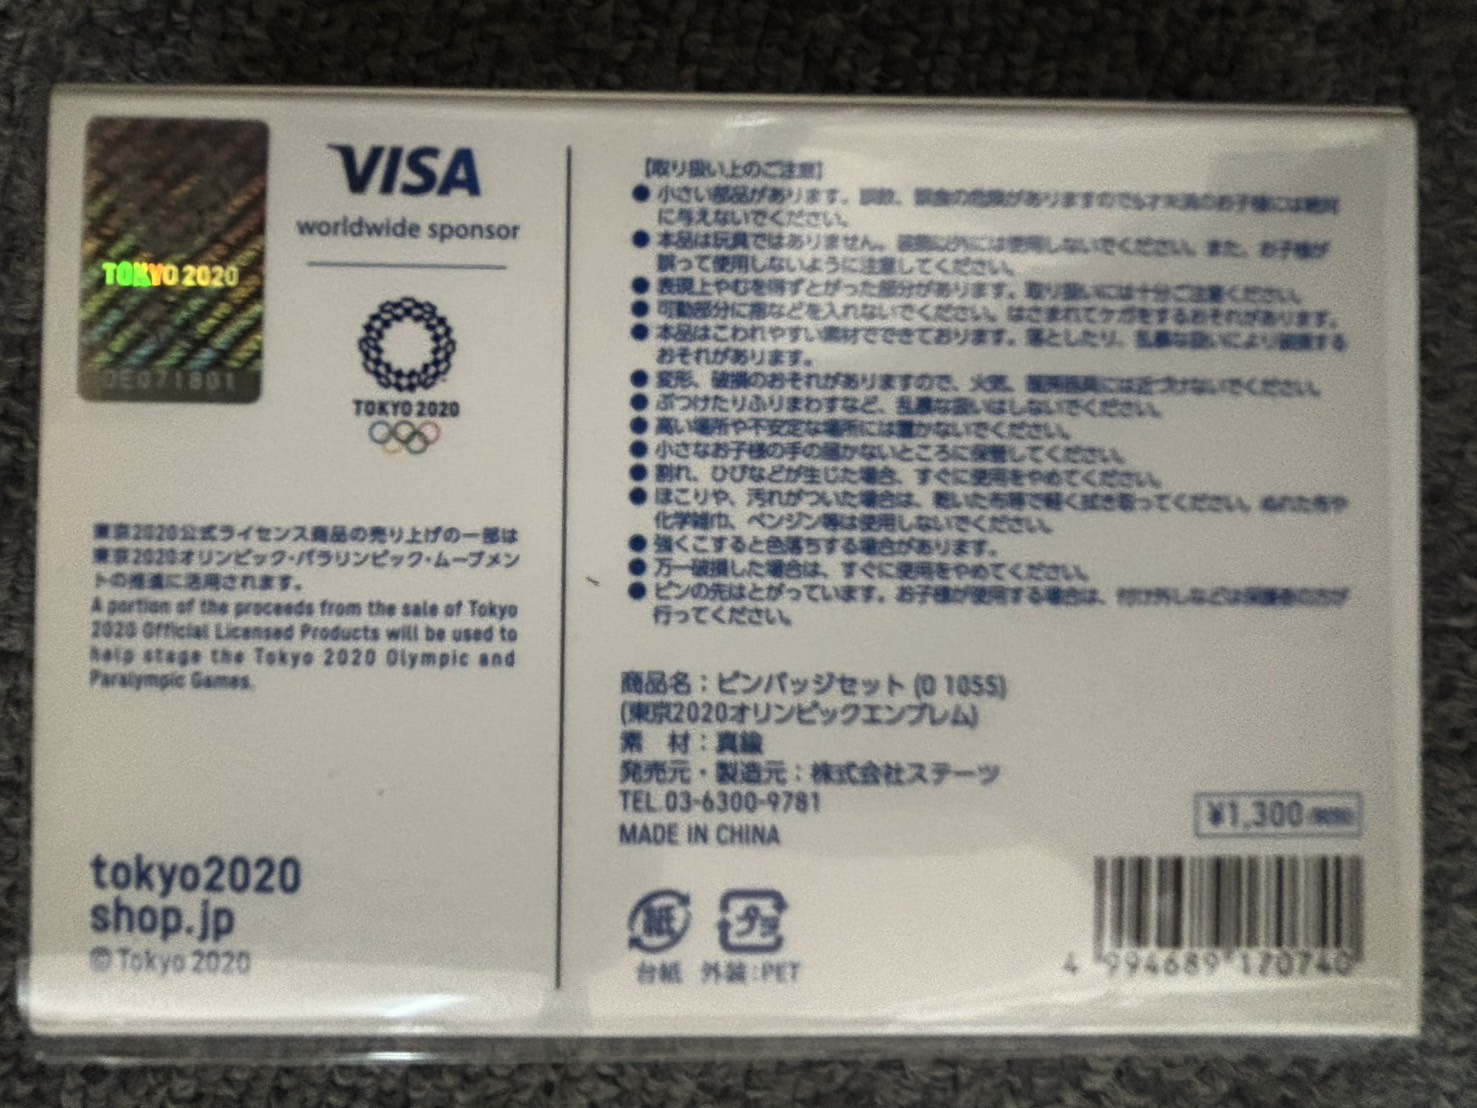 TOKYO 2020
DE071801
VISA
worldwide sponsor
TOKYO 2020
東京2020公式ライセンス商品の売り上げの一部は
東京2020オリンピック・パラリンピック・ムーブメン
トの推進に活用されます。
A portion of the proceeds from the sale of Tokyo
2020 Official Licensed Products will be used to
help stage the Tokyo 2020 Olympic and
Paralympic Games.
tokyo2020
shop.jp
© Tokyo 2020
【取り扱い上のご注意】
●小さい部品があります。誤飲、誤食の危険がありますので6才未満のお子様には絶対
に与えないでください。
●本品は玩具ではありません。装飾以外には使用しないでください。また、お子様が
誤って使用しないように注意してください。
●表現上やむを得ずとがった部分があります。取り扱いには十分ご注意ください。
●可動部分に指などを入れないでください。はさまれてケガをするおそれがあります。
●本品はこわれやすい素材でできております。落としたり、乱暴な扱いにより破損する
おそれがあります。
●変形、破損のおそれがありますので、火気、暖房器具には近づけないでください。
●ぶつけたりふりまわすなど、乱暴な扱いはしないでください。
●高い場所や不安定な場所には置かないでください。
●小さなお子様の手の届かないところに保管してください。
●割れ、ひびなどが生じた場合、すぐに使用をやめてください。
●ほこりや、汚れがついた場合は、乾いた布等で軽く拭き取ってください。ぬれた布や
化学雑巾、ベンジン等は使用しないでください。
●強くこすると色落ちする場合があります。
●万一破損した場合は、すぐに使用をやめてください。
●ピンの先はとがっています。お子様が使用する場合は、付け外しなどは保護者の方が
行ってください。
商品名：ピンバッジセット (O 1055)
(東京2020オリンピックエンブレム)
素　材：真鍮
発売元・製造元：株式会社ステーツ
TEL.03-6300-9781
MADE IN CHINA
¥1,300
紙
台紙
プラ
外装：PET
4 994689 170740